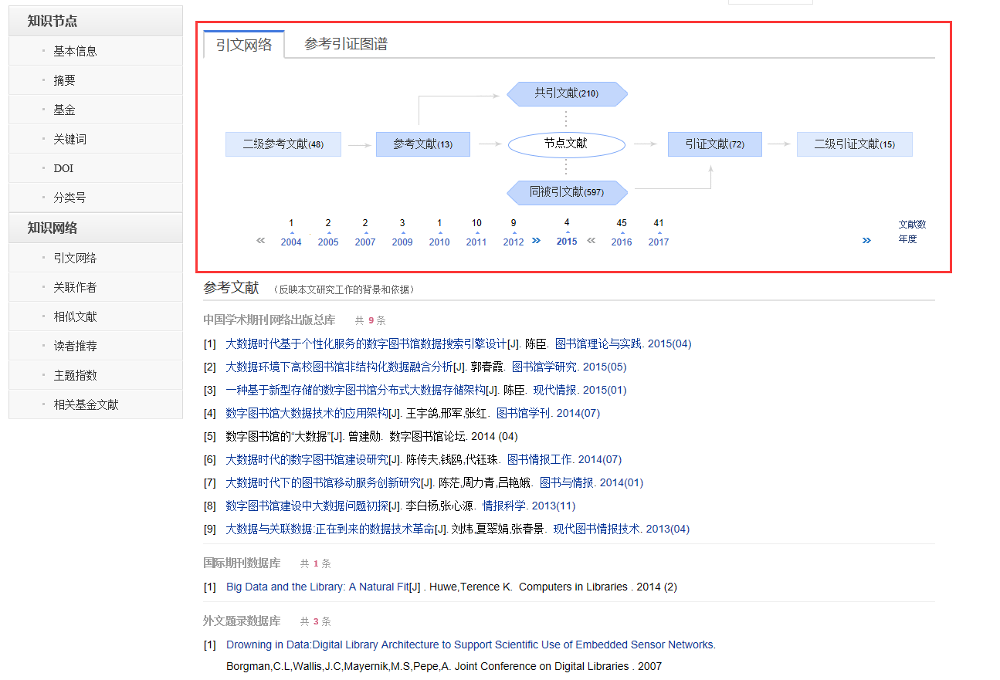 知识节点
基本信息
摘要
基金
关键词
DOI
分类号
知识网络
引文网络
关联作者
相似文献
读者推荐
主题指数
相关基金文献
引文网络 参考引证图谱
共引文献(210)
二级参考文献(48) 参考文献(13) 节点文献 引证文献(72) 二级引证文献(15)
同被引文献(597)
1 2 2 3 1 10 9 4 45 41 文献数
« 2004 2005 2007 2009 2010 2011 2012 » 2015 « 2016 2017 » 年度
参考文献 （反映本文研究工作的背景和依据）
中国学术期刊网络出版总库 共 9 条
[1] 大数据时代基于个性化服务的数字图书馆数据搜索引擎设计[J]. 陈臣. 图书馆理论与实践. 2015(04)
[2] 大数据环境下高校图书馆非结构化数据融合分析[J]. 郭春霞. 图书馆学研究. 2015(05)
[3] 一种基于新型存储的数字图书馆分布式大数据存储架构[J]. 陈臣. 现代情报. 2015(01)
[4] 数字图书馆大数据技术的应用架构[J]. 王宇鸽,邢军,张红. 图书馆学刊. 2014(07)
[5] 数字图书馆的“大数据”[J]. 曾建勋. 数字图书馆论坛. 2014 (04)
[6] 大数据时代的数字图书馆建设研究[J]. 陈传夫,钱鸥,代钰珠. 图书情报工作. 2014(07)
[7] 大数据时代下的图书馆移动服务创新研究[J]. 陈茫,周力青,吕艳娥. 图书与情报. 2014(01)
[8] 数字图书馆建设中大数据问题初探[J]. 李白杨,张心源. 情报科学. 2013(11)
[9] 大数据与关联数据:正在到来的数据技术革命[J]. 刘炜,夏翠娟,张春景. 现代图书情报技术. 2013(04)
国际期刊数据库 共 1 条
[1] Big Data and the Library: A Natural Fit[J] . Huwe,Terence K. Computers in Libraries . 2014 (2)
外文题录数据库 共 3 条
[1] Drowning in Data:Digital Library Architecture to Support Scientific Use of Embedded Sensor Networks.
Borgman,C.L,Wallis,J.C,Mayernik,M.S,Pepe,A. Joint Conference on Digital Libraries . 2007